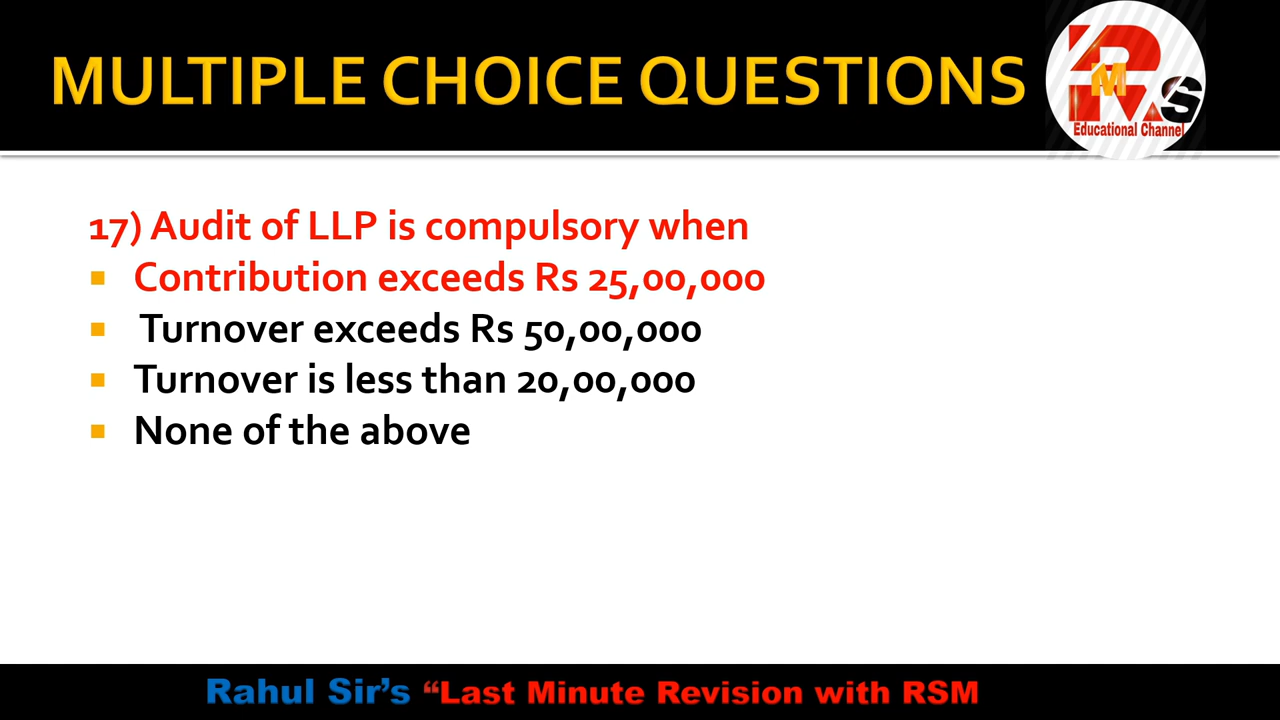 MULTIPLE CHOICE QUESTIONS
RMS
Educational Channel
17) Audit of LLP is compulsory when
Contribution exceeds Rs 25,00,000
Turnover exceeds Rs 50,00,000
Turnover is less than 20,00,000
None of the above
Rahul Sir's “Last Minute Revision with RSM